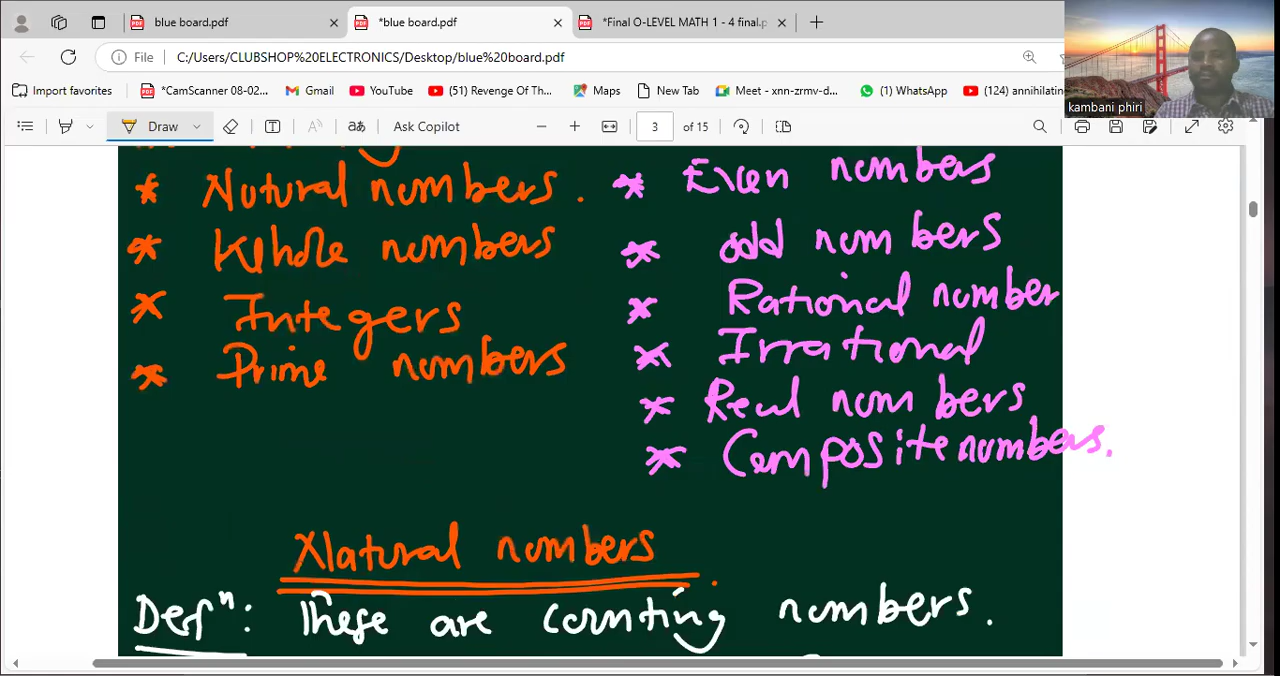 blue board.pdf
*blue board.pdf
*Final O-LEVEL MATH 1 - 4 final.p
File C:/Users/CLUBSHOP%20ELECTRONICS/Desktop/blue%20board.pdf
Import favorites *CamScanner 08-02... Gmail YouTube (51) Revenge Of Th... Maps New Tab Meet - xnn-zrmv-d... (1) WhatsApp (124) annihilatin
kambani phiri
Draw Ask Copilot 3 of 15
* Natural numbers.
* Whole numbers
* Integers
* Prime numbers
* Even numbers
* odd numbers
* Rational number
* Irrational
* Real numbers
* Composite numbers.
Natural numbers.
Defⁿ: These are counting numbers.